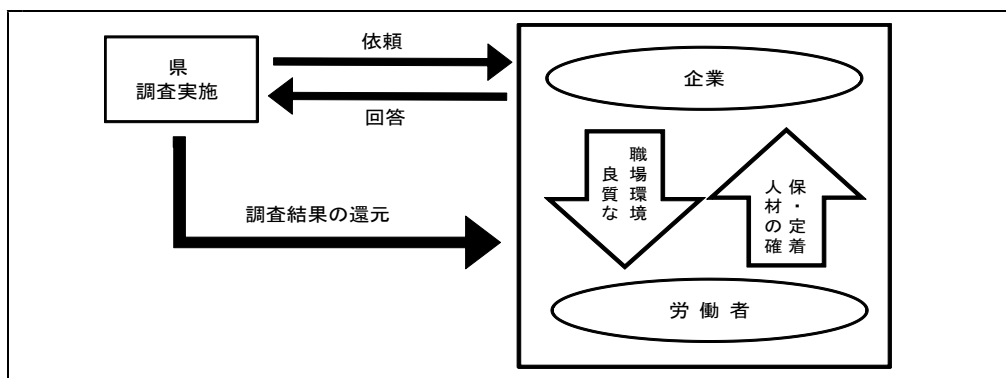 県
調査実施
依頼
回答
調査結果の還元
企業
良質な
職場環境
人材の確
保・定着
労働者